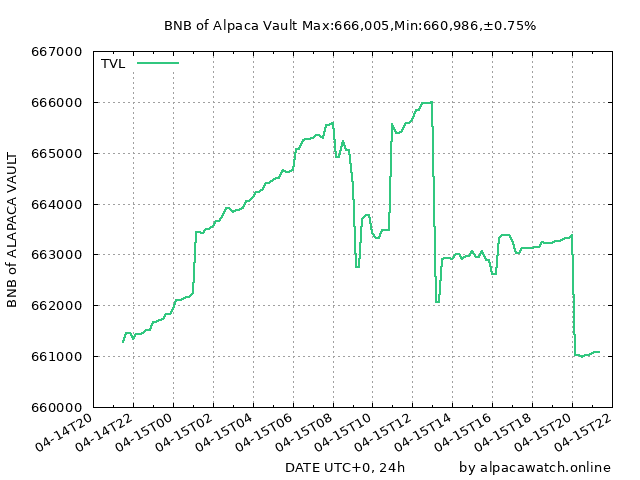 BNB of Alpaca Vault Max:666,005,Min:660,986,±0.75%
667000
TVL
666000
665000
664000
663000
662000
661000
660000
BNB of ALAPACA VAULT
04-14T20
04-14T22
04-15T00
04-15T02
04-15T04
04-15T06
04-15T08
04-15T10
04-15T12
04-15T14
04-15T16
04-15T18
04-15T20
04-15T22
DATE UTC+0, 24h
by alpacawatch.online